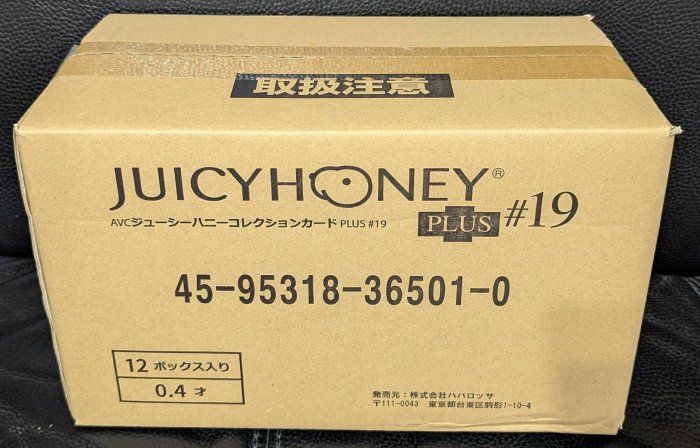 取扱注意
JUICYHONEY®
AVCジューシーハニーコレクションカード PLUS #19
PLUS #19
45-95318-36501-0
12 ボックス入り
0.4 才
発売元：株式会社ハバロッサ
〒111-0043 東京都台東区駒形1-10-4